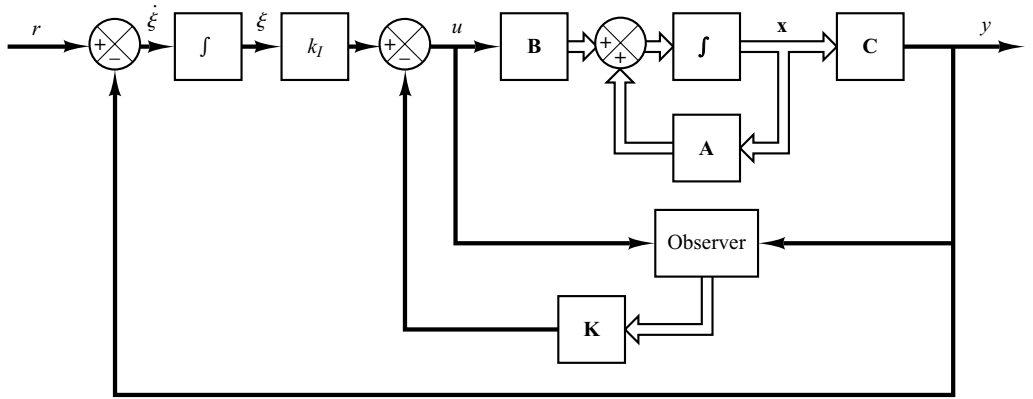 r
+
−
ξ̇
∫
ξ
k_I
+
−
u
B
+
+
∫
x
C
y
A
Observer
K